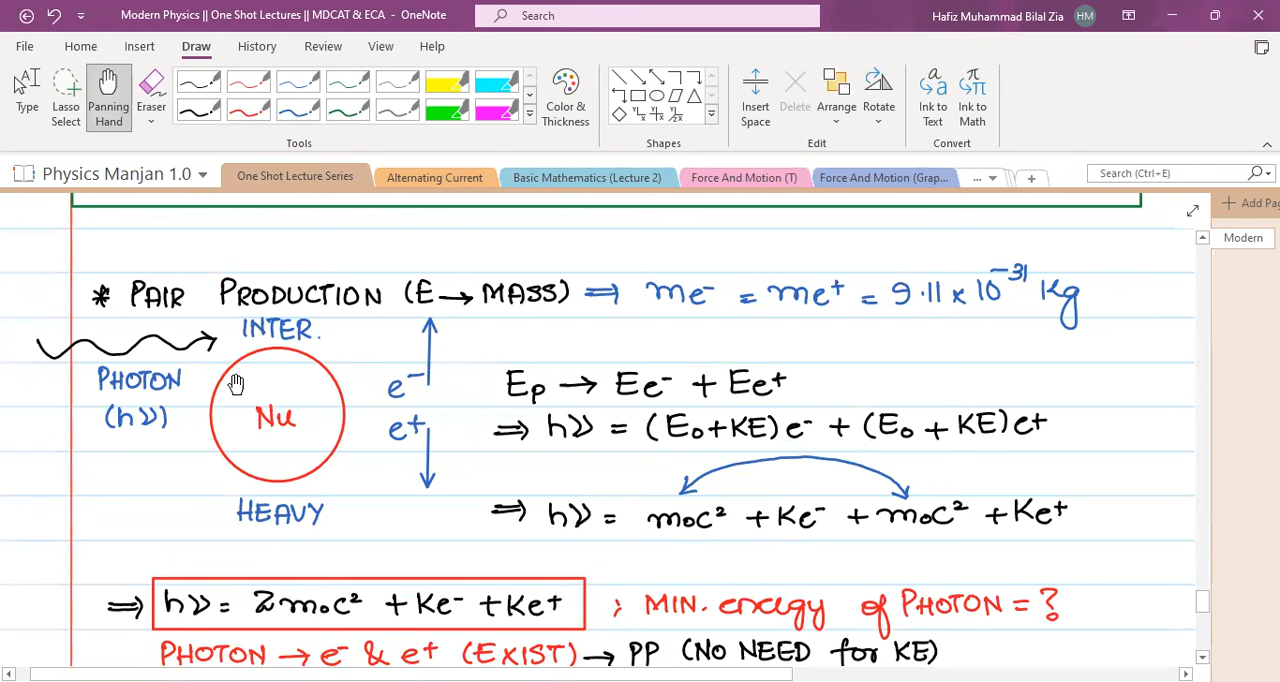 Modern Physics || One Shot Lectures || MDCAT & ECA - OneNote
Search
Hafiz Muhammad Bilal Zia
HM
File Home Insert Draw History Review View Help
Type
Lasso Select
Panning Hand
Eraser
Color & Thickness
Insert Space
Delete
Arrange
Rotate
Ink to Text
Ink to Math
Tools
Shapes
Edit
Convert
Physics Manjan 1.0
One Shot Lecture Series
Alternating Current
Basic Mathematics (Lecture 2)
Force And Motion (T)
Force And Motion (Grap...
...
Search (Ctrl+E)
Add Pag
Modern
* PAIR PRODUCTION (E → MASS) ⇒ me⁻ = me⁺ = 9.11 × 10⁻³¹ Kg
INTER.
PHOTON
(hν)
Nu
HEAVY
e⁻
e⁺
Ep → Ee⁻ + Ee⁺
⇒ hν = (E₀+KE)e⁻ + (E₀ + KE)e⁺
⇒ hν = m₀c² + Ke⁻ + m₀c² + Ke⁺
⇒ hν = 2m₀c² + Ke⁻ + Ke⁺ ; MIN. energy of PHOTON = ?
PHOTON → e⁻ & e⁺ (EXIST) → PP (NO NEED for KE)